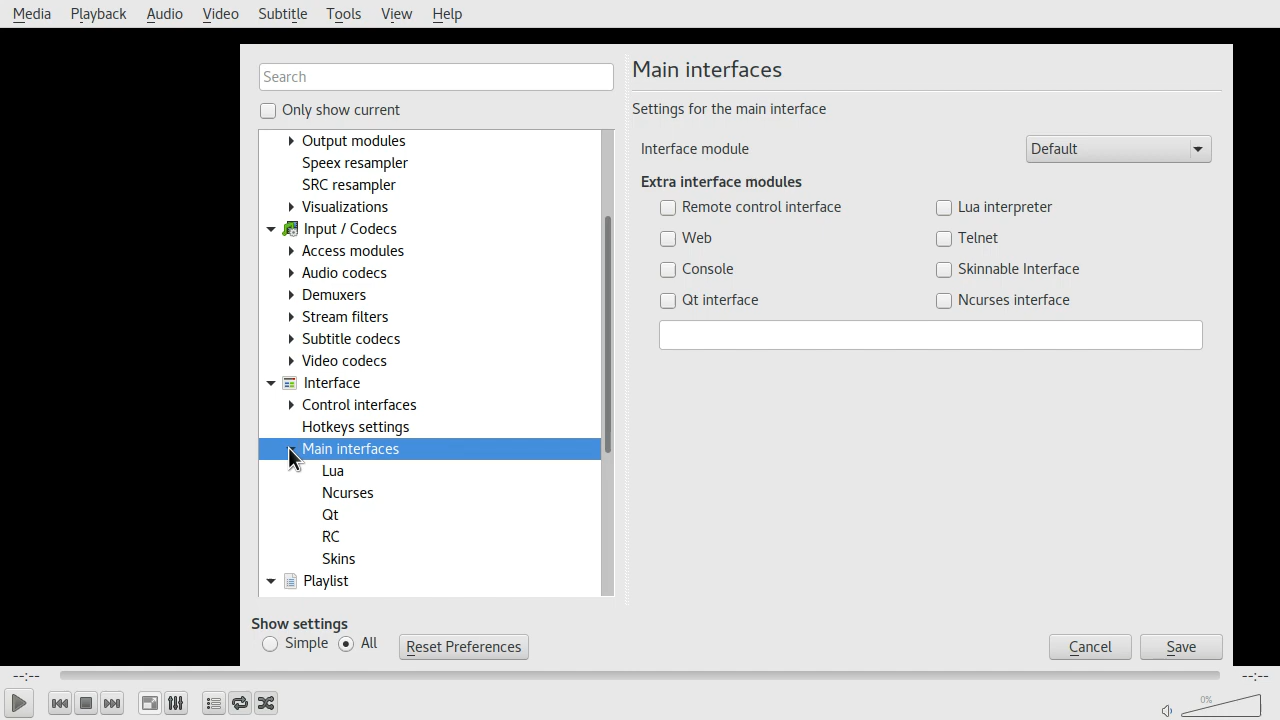 Media Playback Audio Video Subtitle Tools View Help
Search
Only show current
Output modules
Speex resampler
SRC resampler
Visualizations
Input / Codecs
Access modules
Audio codecs
Demuxers
Stream filters
Subtitle codecs
Video codecs
Interface
Control interfaces
Hotkeys settings
Main interfaces
Lua
Ncurses
Qt
RC
Skins
Playlist
Main interfaces
Settings for the main interface
Interface module Default
Extra interface modules
Remote control interface Lua interpreter
Web Telnet
Console Skinnable Interface
Qt interface Ncurses interface
Show settings
Simple All Reset Preferences Cancel Save
--:-- --:--
0%